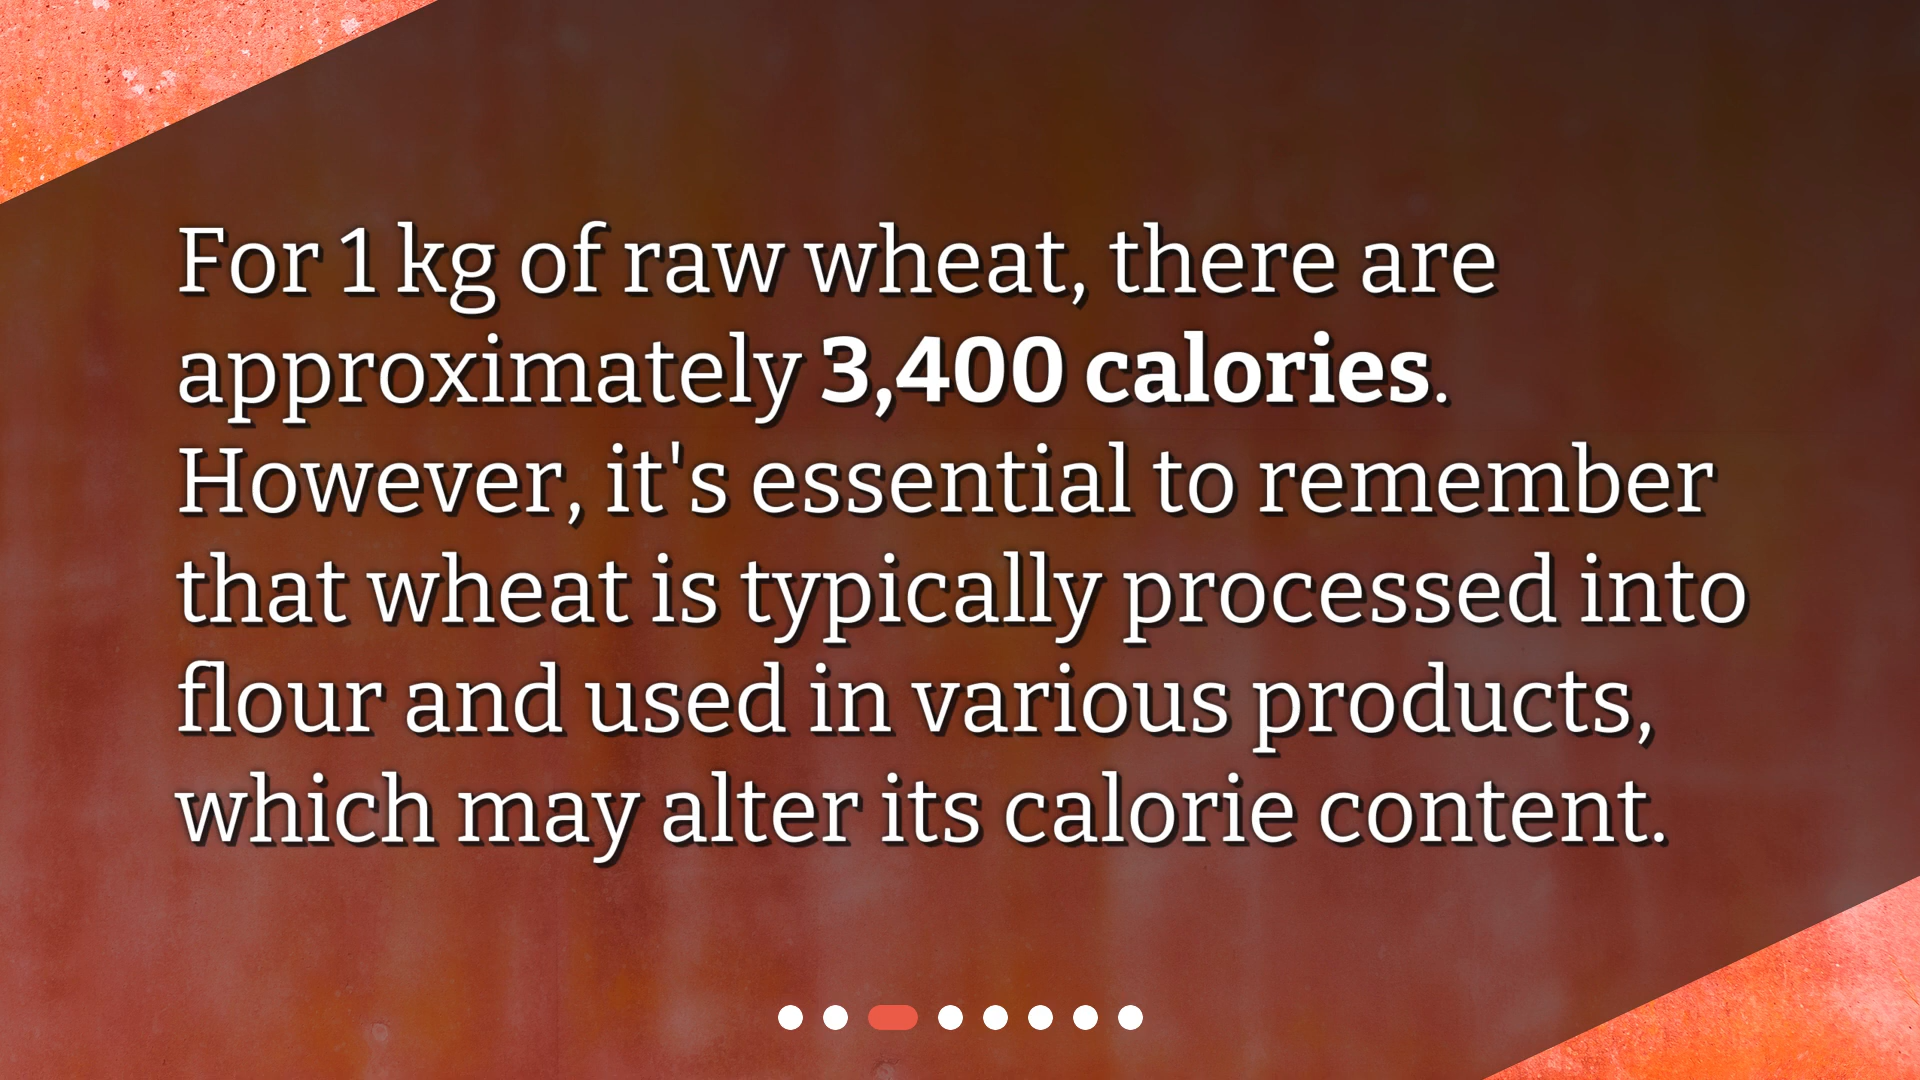 For 1 kg of raw wheat, there are
approximately 3,400 calories.
However, it's essential to remember
that wheat is typically processed into
flour and used in various products,
which may alter its calorie content.